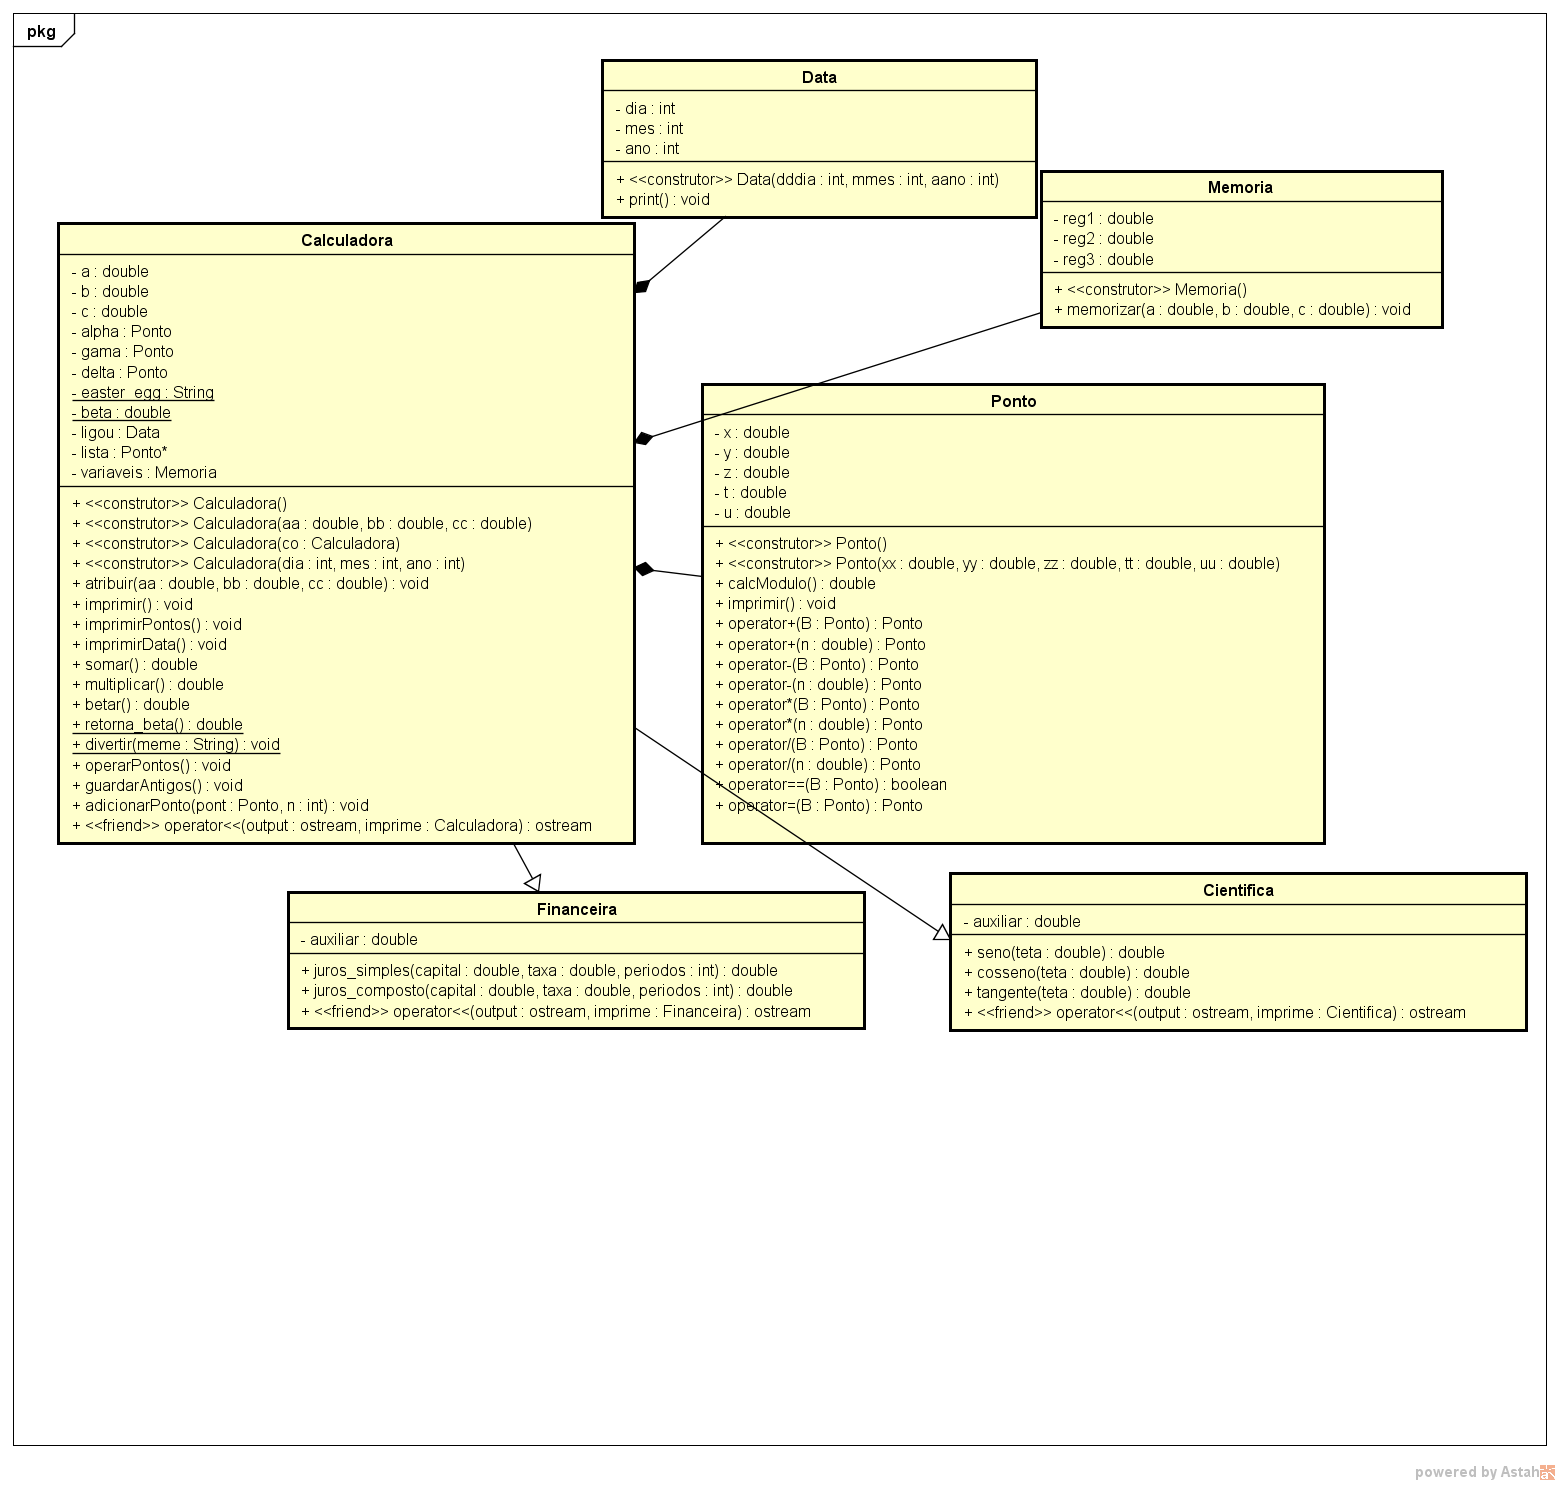 pkg
Data
- dia : int
- mes : int
- ano : int
+ <<construtor>> Data(dddia : int, mmes : int, aano : int)
+ print() : void
Memoria
- reg1 : double
- reg2 : double
- reg3 : double
+ <<construtor>> Memoria()
+ memorizar(a : double, b : double, c : double) : void
Calculadora
- a : double
- b : double
- c : double
- alpha : Ponto
- gama : Ponto
- delta : Ponto
- easter_egg : String
- beta : double
- ligou : Data
- lista : Ponto*
- variaveis : Memoria
+ <<construtor>> Calculadora()
+ <<construtor>> Calculadora(aa : double, bb : double, cc : double)
+ <<construtor>> Calculadora(co : Calculadora)
+ <<construtor>> Calculadora(dia : int, mes : int, ano : int)
+ atribuir(aa : double, bb : double, cc : double) : void
+ imprimir() : void
+ imprimirPontos() : void
+ imprimirData() : void
+ somar() : double
+ multiplicar() : double
+ betar() : double
+ retorna_beta() : double
+ divertir(meme : String) : void
+ operarPontos() : void
+ guardarAntigos() : void
+ adicionarPonto(pont : Ponto, n : int) : void
+ <<friend>> operator<<(output : ostream, imprime : Calculadora) : ostream
Ponto
- x : double
- y : double
- z : double
- t : double
- u : double
+ <<construtor>> Ponto()
+ <<construtor>> Ponto(xx : double, yy : double, zz : double, tt : double, uu : double)
+ calcModulo() : double
+ imprimir() : void
+ operator+(B : Ponto) : Ponto
+ operator+(n : double) : Ponto
+ operator-(B : Ponto) : Ponto
+ operator-(n : double) : Ponto
+ operator*(B : Ponto) : Ponto
+ operator*(n : double) : Ponto
+ operator/(B : Ponto) : Ponto
+ operator/(n : double) : Ponto
+ operator==(B : Ponto) : boolean
+ operator=(B : Ponto) : Ponto
Financeira
- auxiliar : double
+ juros_simples(capital : double, taxa : double, periodos : int) : double
+ juros_composto(capital : double, taxa : double, periodos : int) : double
+ <<friend>> operator<<(output : ostream, imprime : Financeira) : ostream
Cientifica
- auxiliar : double
+ seno(teta : double) : double
+ cosseno(teta : double) : double
+ tangente(teta : double) : double
+ <<friend>> operator<<(output : ostream, imprime : Cientifica) : ostream
powered by Astah